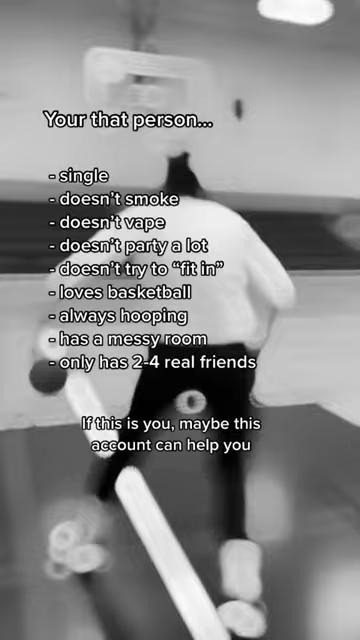 Your that person...
- single
- doesn't smoke
- doesn't vape
- doesn't party a lot
- doesn't try to “fit in”
- loves basketball
- always hooping
- has a messy room
- only has 2-4 real friends
If this is you, maybe this
account can help you